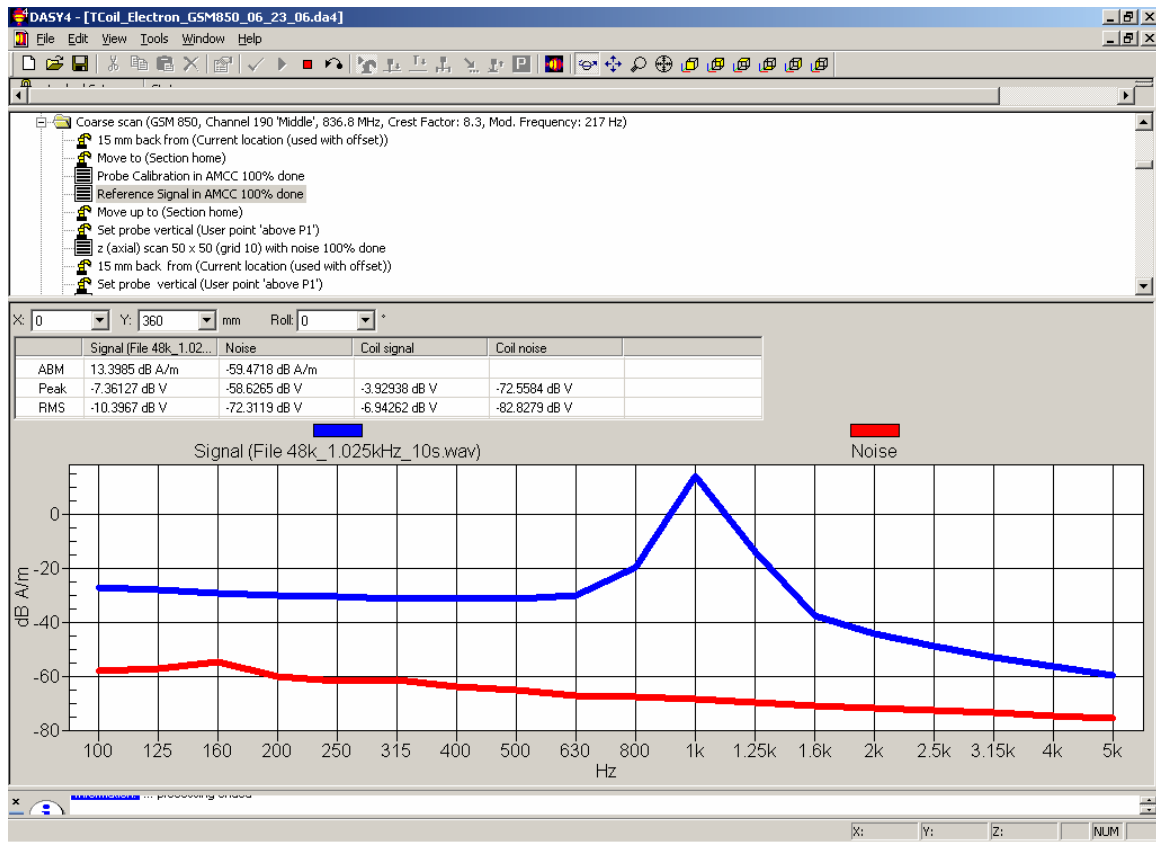 DASY4 - [TCoil_Electron_GSM850_06_23_06.da4]
File Edit View Tools Window Help
Coarse scan (GSM 850, Channel 190 'Middle', 836.8 MHz, Crest Factor: 8.3, Mod. Frequency: 217 Hz)
15 mm back from (Current location (used with offset))
Move to (Section home)
Probe Calibration in AMCC 100% done
Reference Signal in AMCC 100% done
Move up to (Section home)
Set probe vertical (User point 'above P1')
z (axial) scan 50 x 50 (grid 10) with noise 100% done
15 mm back  from (Current location (used with offset))
Set probe  vertical (User point 'above P1')
X: 0 Y: 360 mm Roll: 0 °
Signal (File 48k_1.02... Noise Coil signal Coil noise
ABM 13.3985 dB A/m -59.4718 dB A/m
Peak -7.36127 dB V -58.6265 dB V -3.92938 dB V -72.5584 dB V
RMS -10.3967 dB V -72.3119 dB V -6.94262 dB V -82.8279 dB V
Signal (File 48k_1.025kHz_10s.wav) Noise
0
-20
-40
-60
-80
dB A/m
100 125 160 200 250 315 400 500 630 800 1k 1.25k 1.6k 2k 2.5k 3.15k 4k 5k
Hz
... processing ended
X: Y: Z: NUM